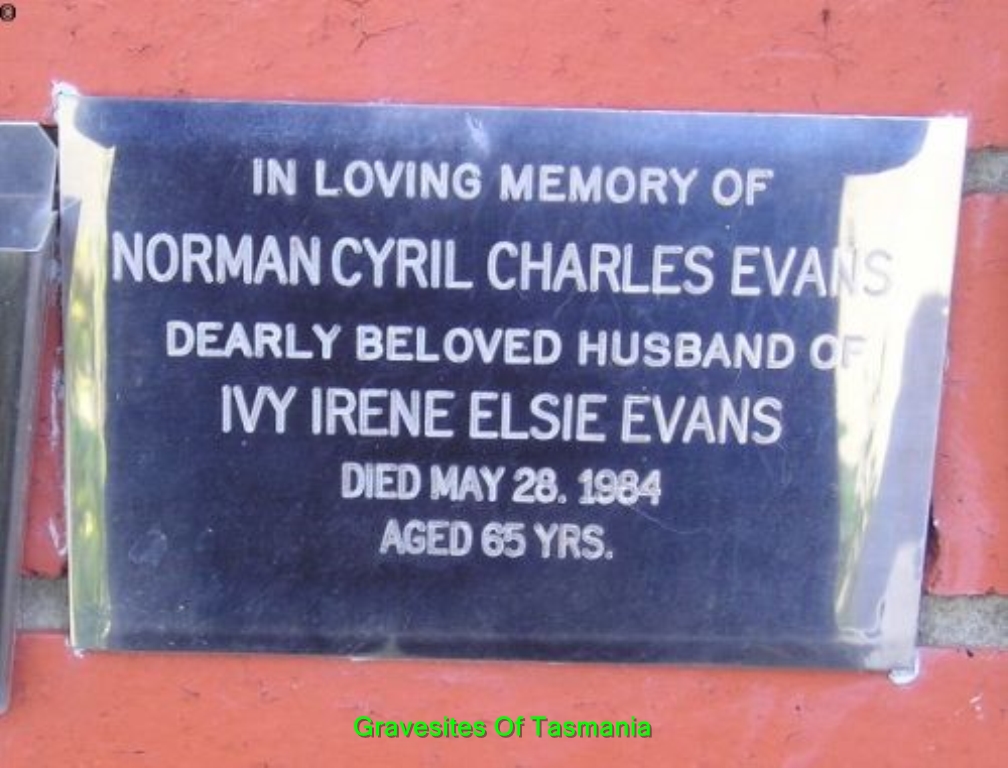 IN LOVING MEMORY OF
NORMAN CYRIL CHARLES EVANS
DEARLY BELOVED HUSBAND OF
IVY IRENE ELSIE EVANS
DIED MAY 28. 1984
AGED 65 YRS.
Gravesites Of Tasmania